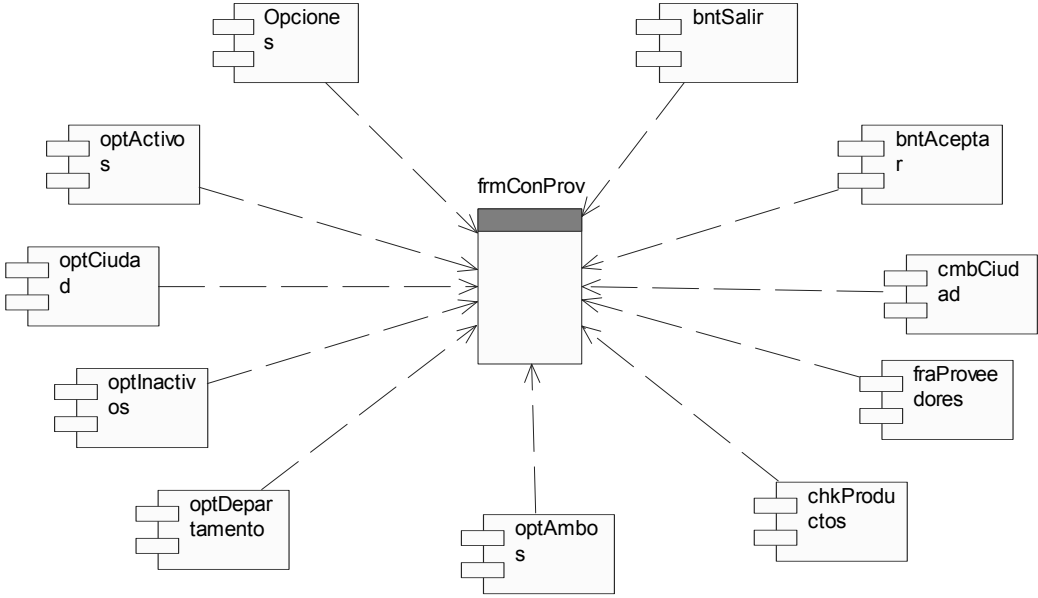 Opcione
s
bntSalir
optActivo
s
bntAcepta
r
frmConProv
optCiuda
d
cmbCiud
ad
optInactiv
os
fraProvee
dores
optDepar
tamento
optAmbo
s
chkProdu
ctos